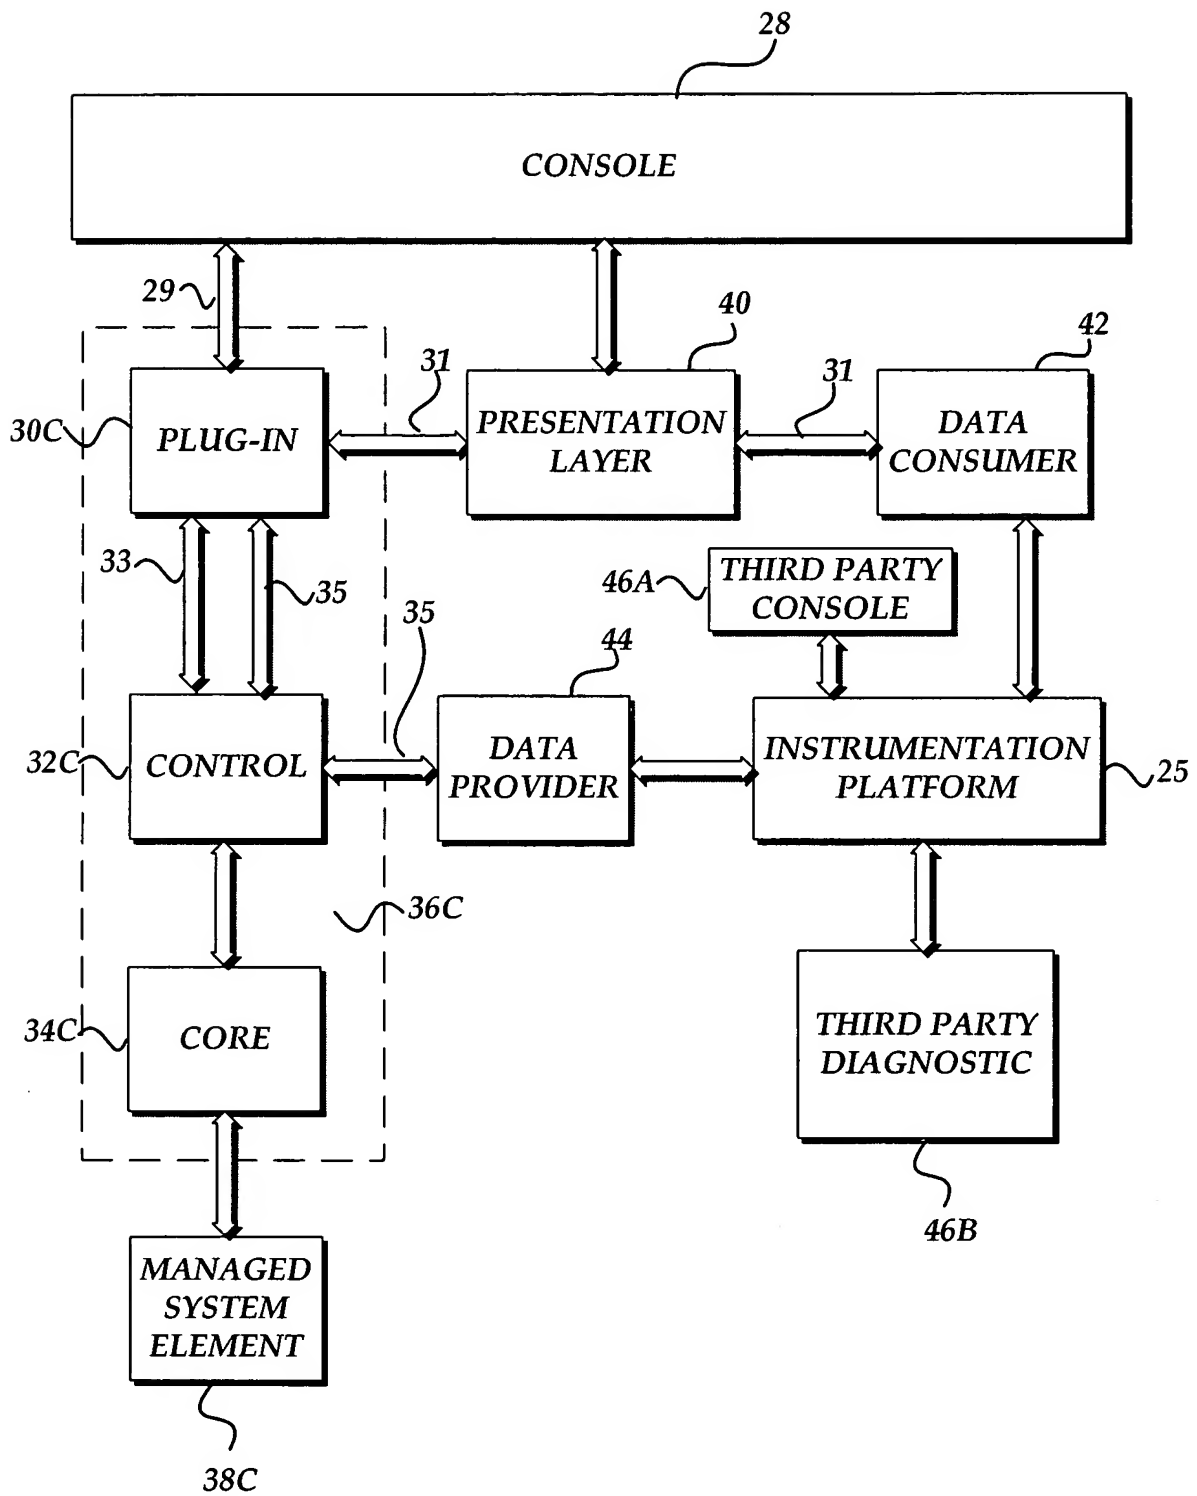 28
CONSOLE
29
40
42
31
31
30C
PLUG-IN
PRESENTATION
LAYER
DATA
CONSUMER
33
35
46A
THIRD PARTY
CONSOLE
35
44
32C
CONTROL
DATA
PROVIDER
INSTRUMENTATION
PLATFORM
25
36C
34C
CORE
THIRD PARTY
DIAGNOSTIC
46B
MANAGED
SYSTEM
ELEMENT
38C